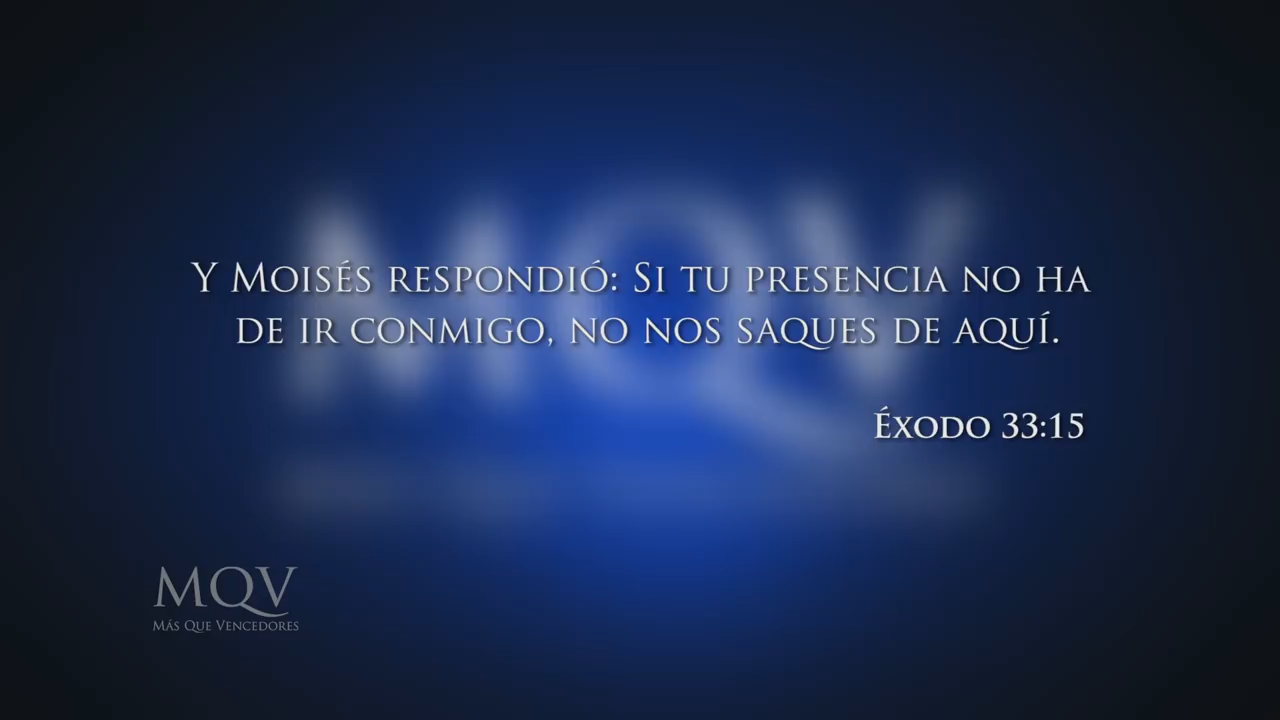 Y Moisés respondió: Si tu presencia no ha
de ir conmigo, no nos saques de aquí.
Éxodo 33:15
MQV
Más Que Vencedores